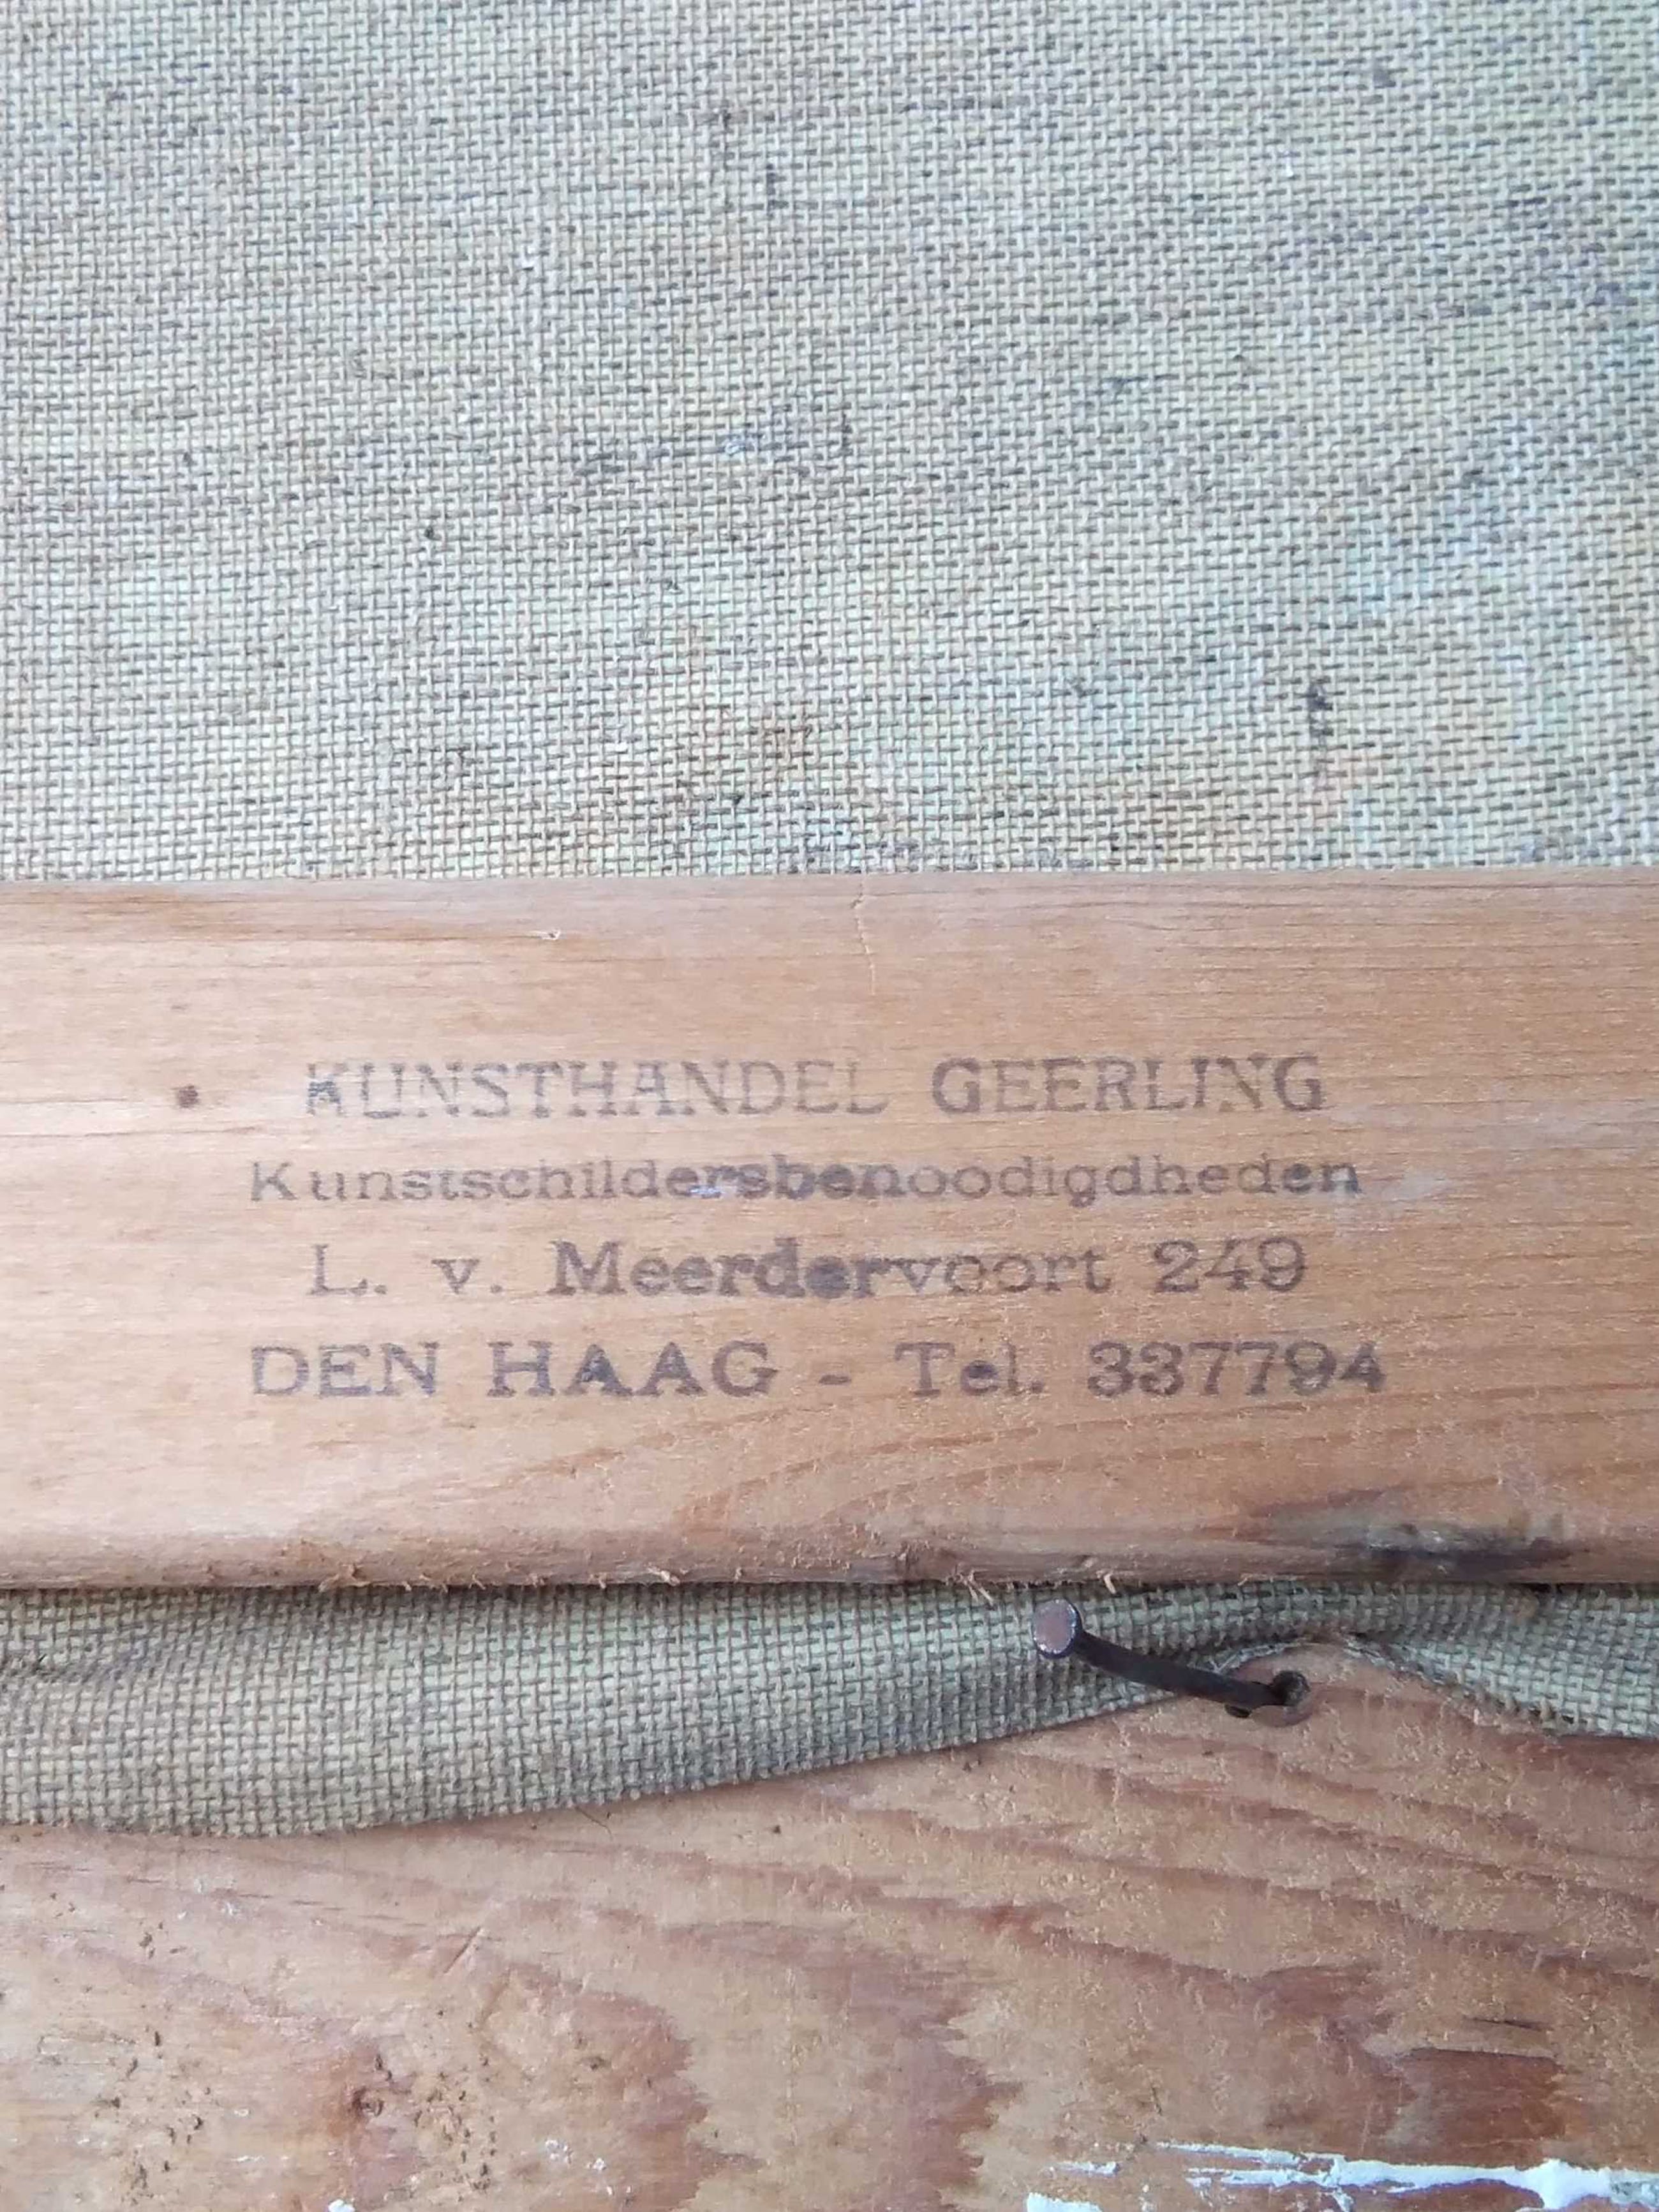 KUNSTHANDEL GEERLING
Kunstschildersbenoodigdheden
L. v. Meerdervoort 249
DEN HAAG - Tel. 337794